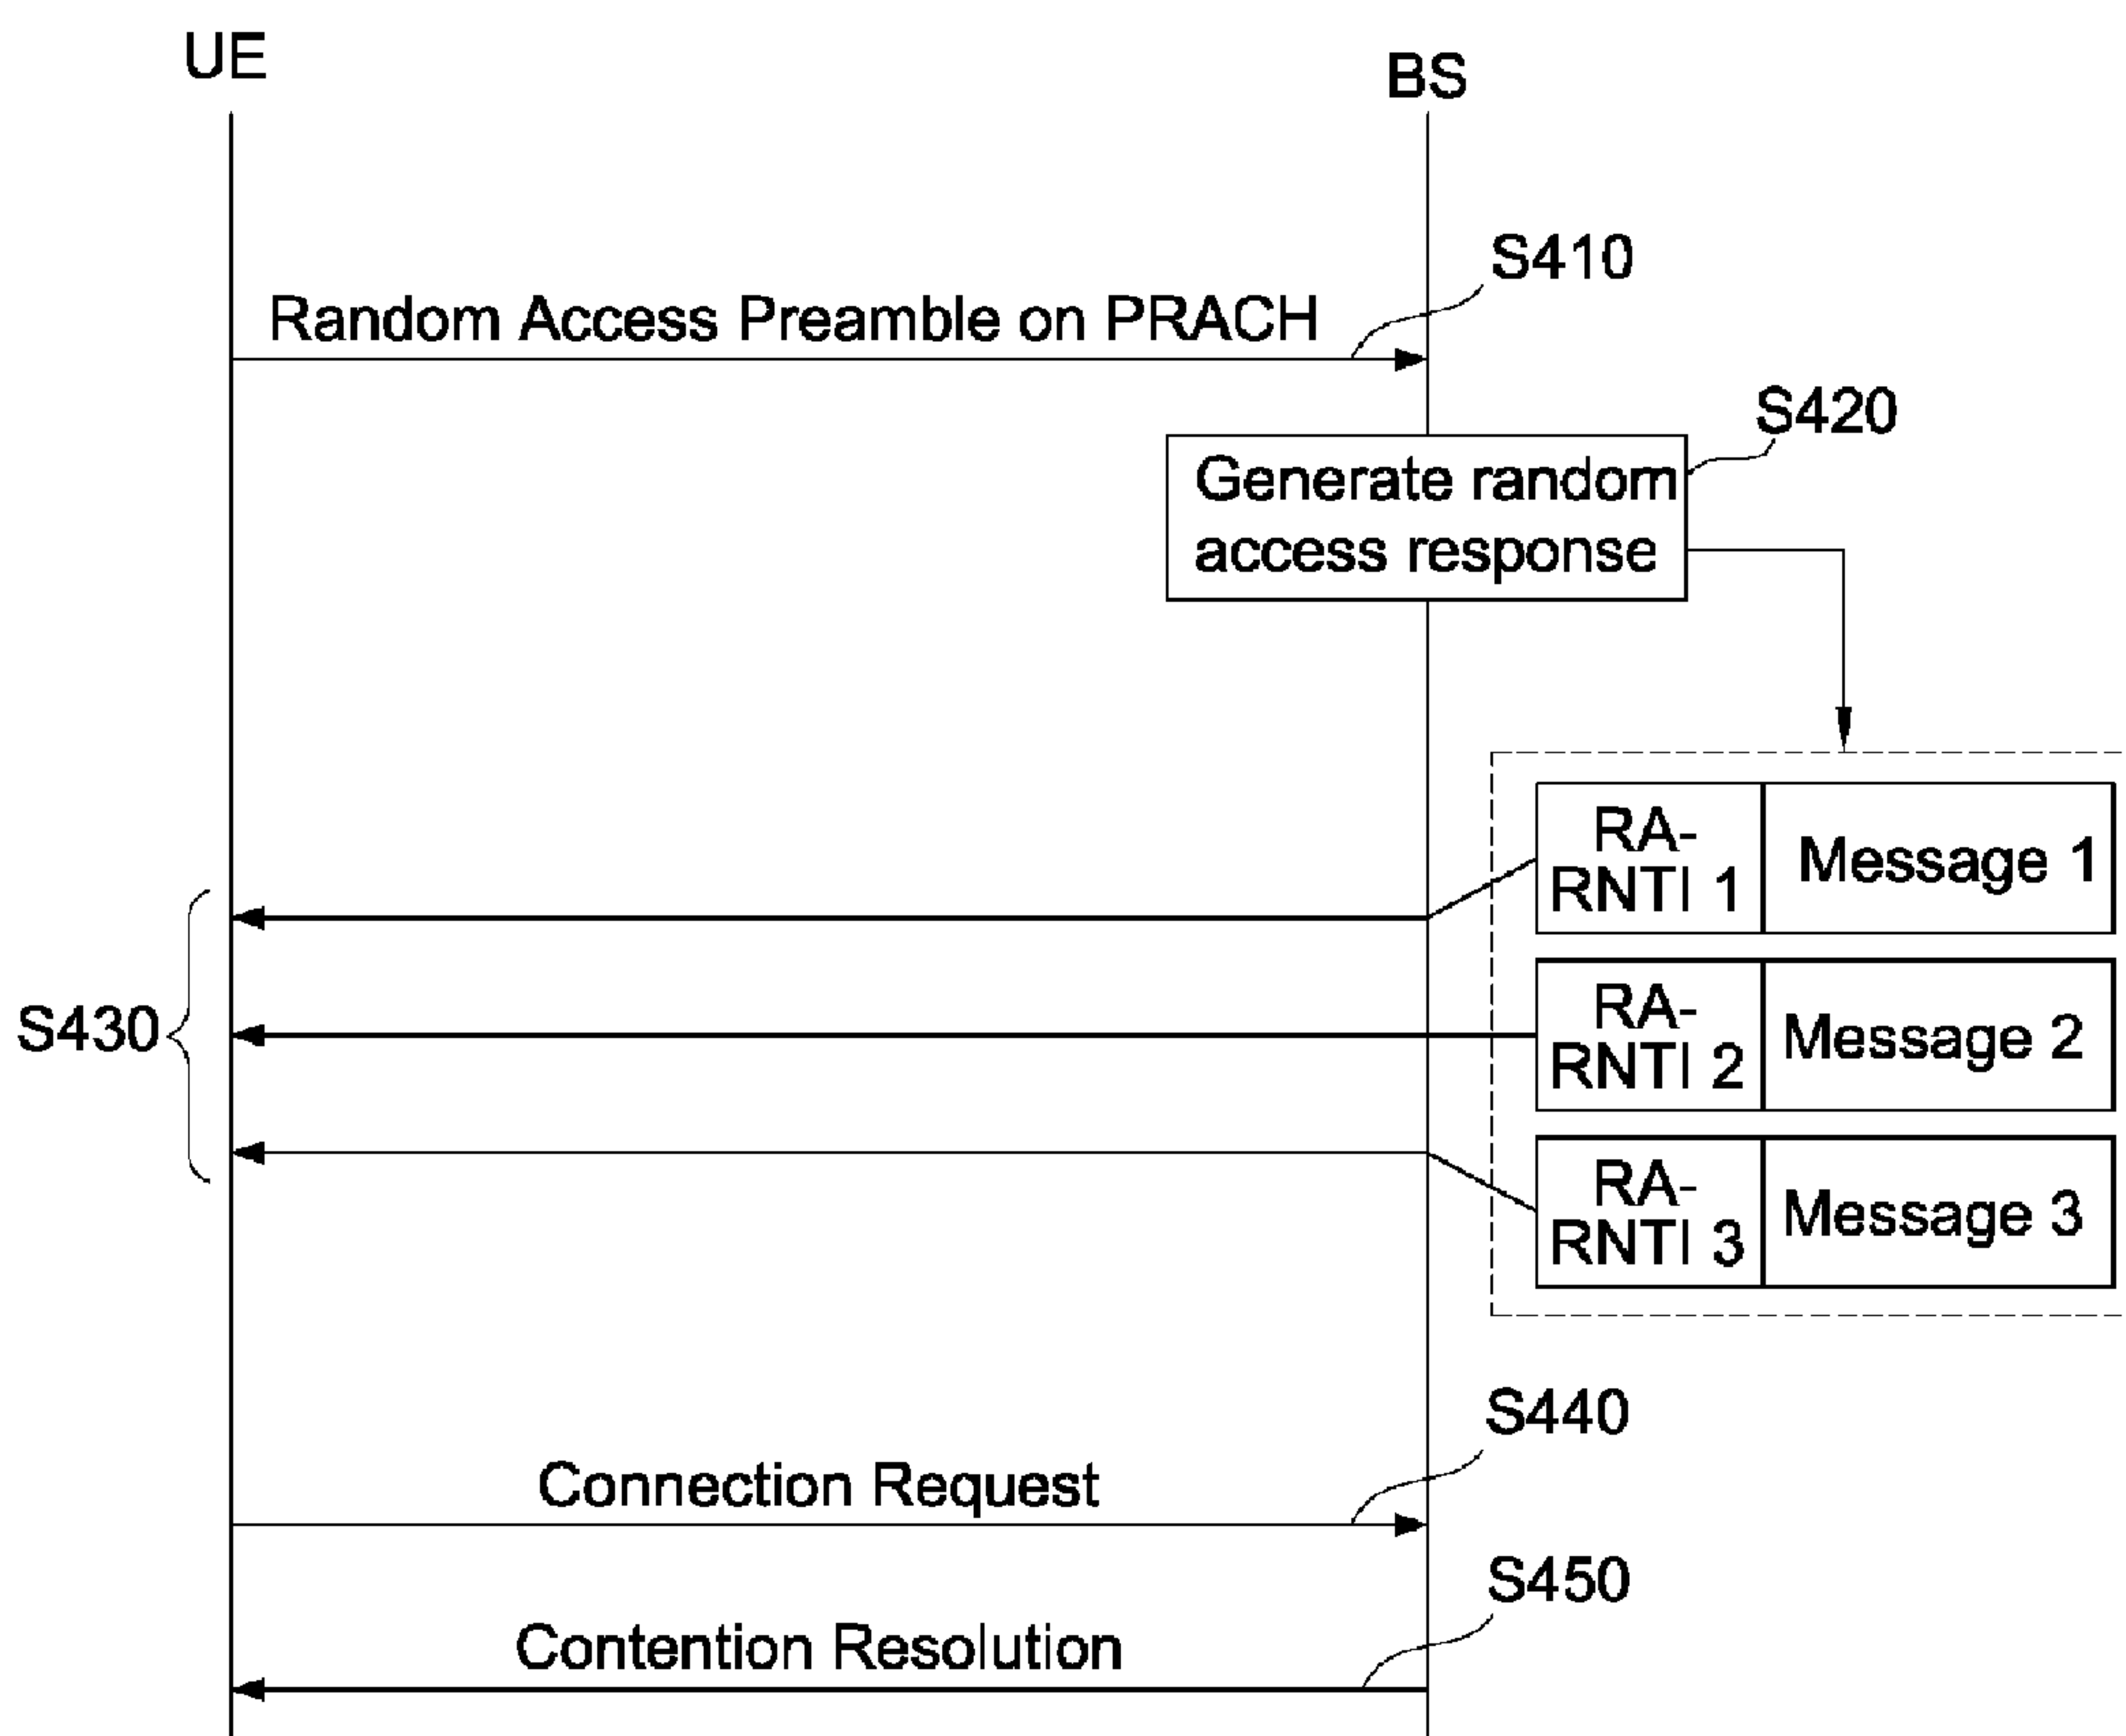 UE
BS
S410
Random Access Preamble on PRACH
S420
Generate random
access response
RA-
RNTI 1
Message 1
S430
RA-
RNTI 2
Message 2
RA-
RNTI 3
Message 3
S440
Connection Request
S450
Contention Resolution